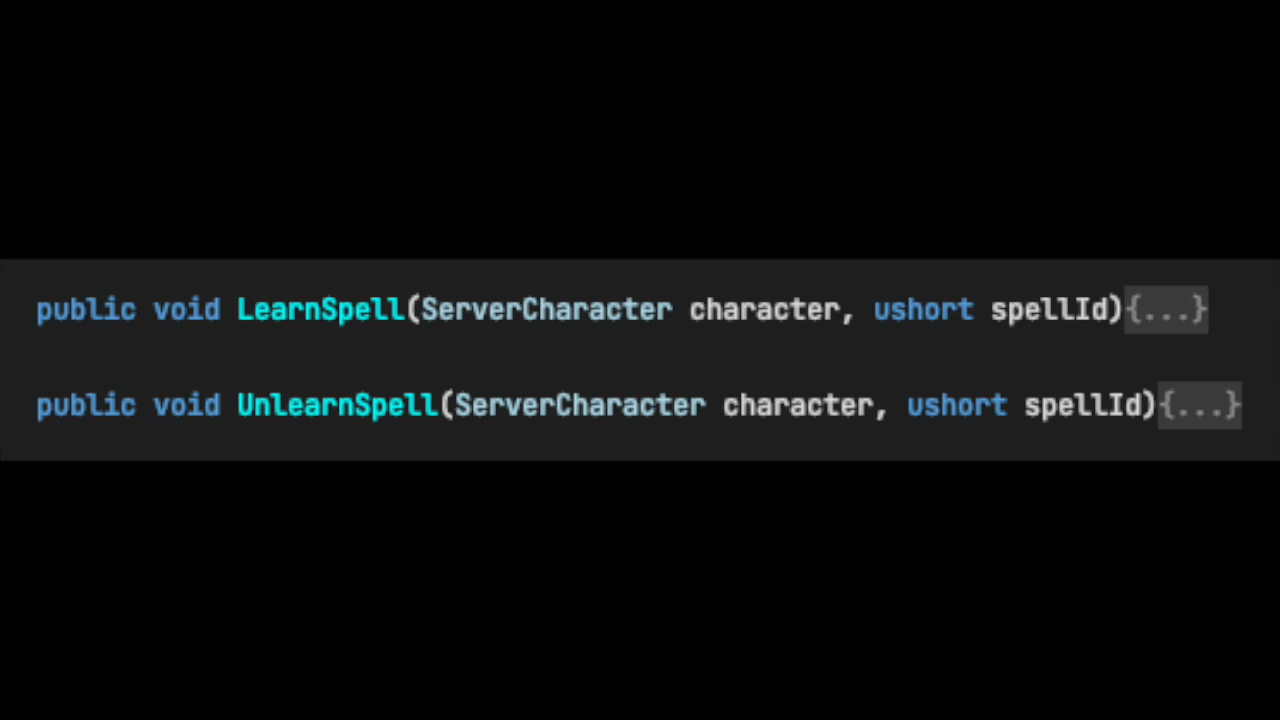 public void LearnSpell(ServerCharacter character, ushort spellId){...}
public void UnlearnSpell(ServerCharacter character, ushort spellId){...}